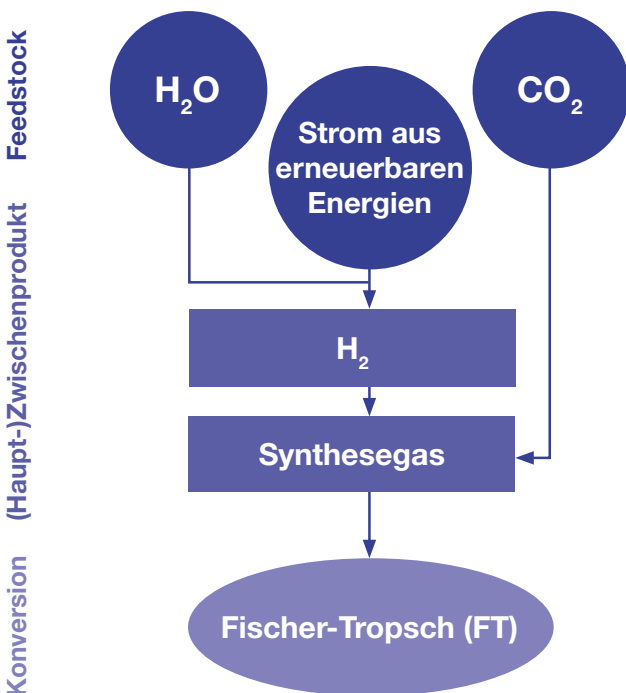 Feedstock
H₂O
Strom aus
erneuerbaren
Energien
CO₂
(Haupt-)Zwischenprodukt
H₂
Synthesegas
Konversion
Fischer-Tropsch (FT)